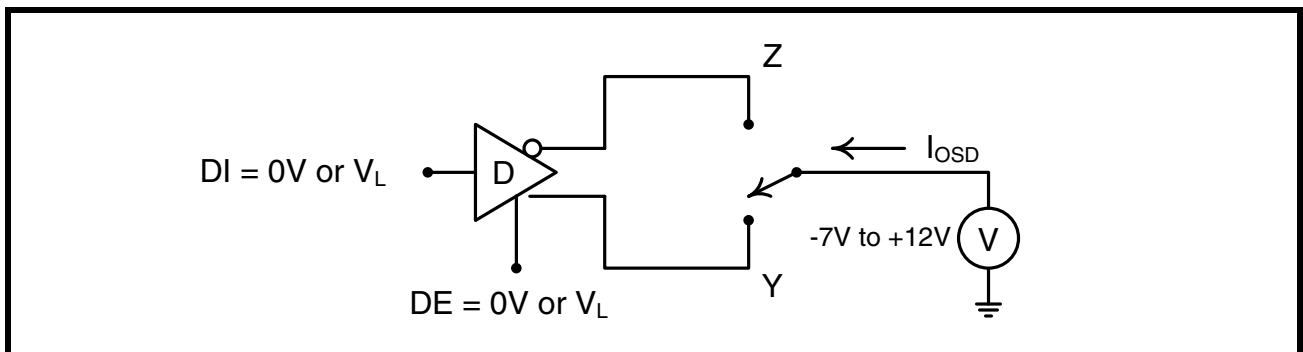 Z
I_OSD
DI = 0V or V_L
D
-7V to +12V
V
Y
DE = 0V or V_L